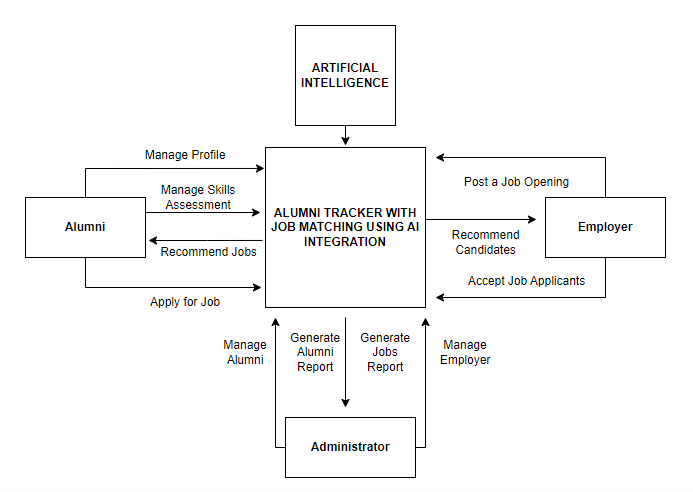 ARTIFICIAL
INTELLIGENCE
Manage Profile
Manage Skills
Assessment
Alumni
Recommend Jobs
Apply for Job
ALUMNI TRACKER WITH
JOB MATCHING USING AI
INTEGRATION
Post a Job Opening
Recommend
Candidates
Employer
Accept Job Applicants
Manage
Alumni
Generate
Alumni
Report
Generate
Jobs
Report
Manage
Employer
Administrator